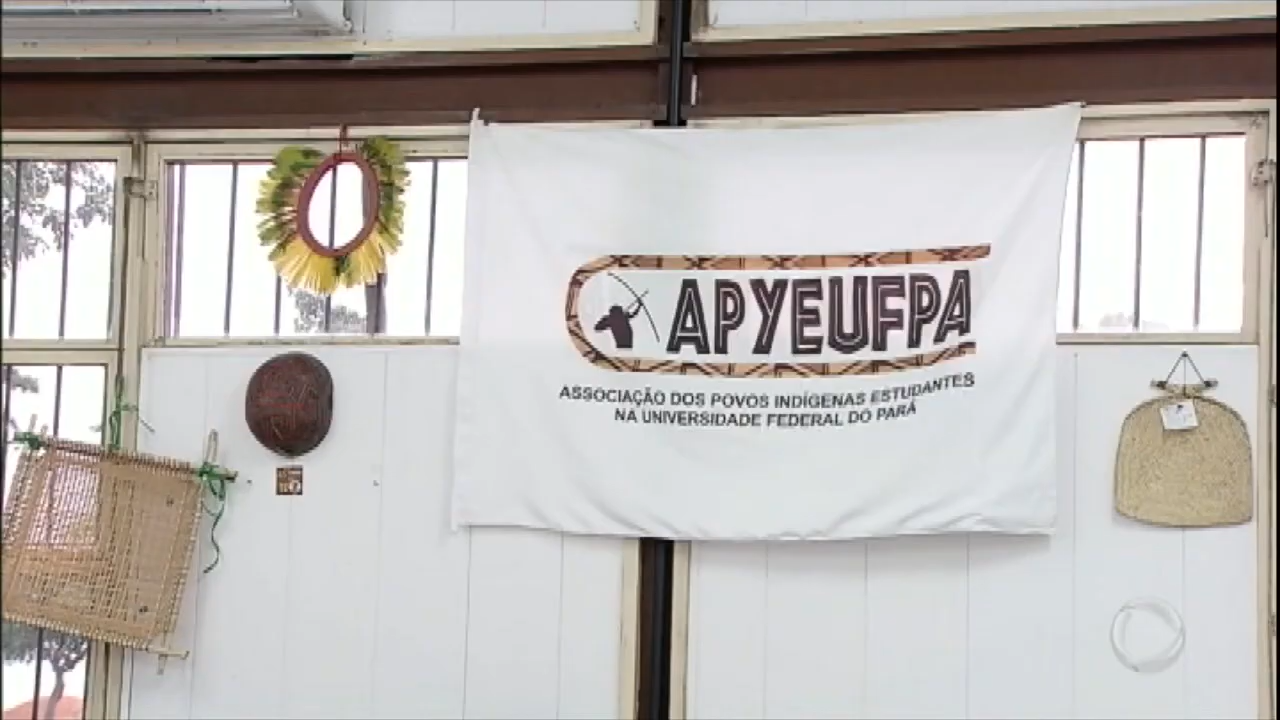 APYEUFPA
ASSOCIAÇÃO DOS POVOS INDÍGENAS ESTUDANTES
NA UNIVERSIDADE FEDERAL DO PARÁ